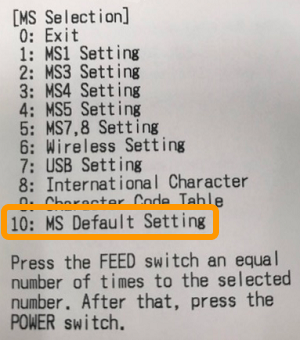 [MS Selection]
0: Exit
1: MS1 Setting
2: MS3 Setting
3: MS4 Setting
4: MS5 Setting
5: MS7,8 Setting
6: Wireless Setting
7: USB Setting
8: International Character
9: Character Code Table
10: MS Default Setting
Press the FEED switch an equal
number of times to the selected
number. After that, press the
POWER switch.